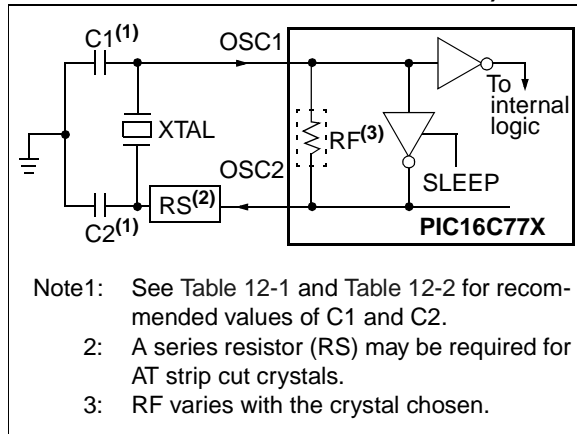 C1(1)
OSC1
To
internal
logic
XTAL
RF(3)
OSC2
SLEEP
RS(2)
C2(1)
PIC16C77X
Note1: See Table 12-1 and Table 12-2 for recom-
mended values of C1 and C2.
2: A series resistor (RS) may be required for
AT strip cut crystals.
3: RF varies with the crystal chosen.